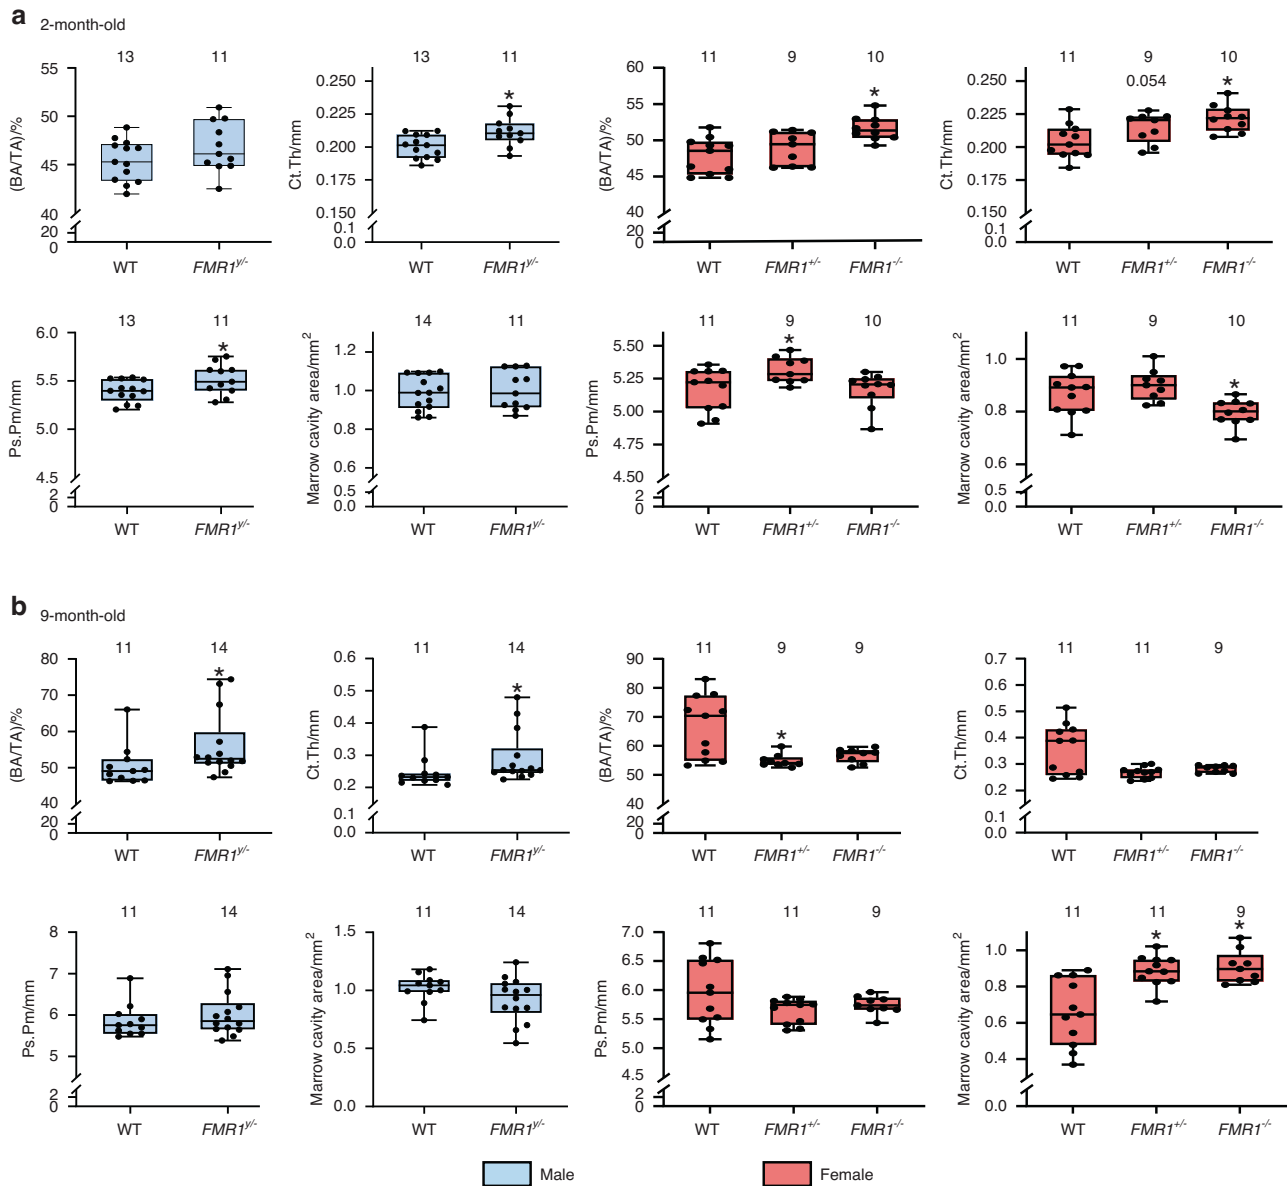 a
2-month-old
13 11
(BA/TA)/%
55
50
45
40
20
0
WT FMR1^y/-
13 11
*
Ct.Th/mm
0.250
0.225
0.200
0.175
0.150
0.1
0.0
WT FMR1^y/-
11 9 10
*
(BA/TA)/%
60
55
50
45
40
20
0
WT FMR1^+/- FMR1^-/-
11 9 10
0.054 *
Ct.Th/mm
0.250
0.225
0.200
0.175
0.150
0.1
0.0
WT FMR1^+/- FMR1^-/-
13 11
*
Ps.Pm/mm
6.0
5.5
5.0
4.5
2
0
WT FMR1^y/-
14 11
Marrow cavity area/mm²
1.2
1.0
0.8
0.6
0.5
0.0
WT FMR1^y/-
11 9 10
*
Ps.Pm/mm
5.50
5.25
5.00
4.75
4.50
2
0
WT FMR1^+/- FMR1^-/-
11 9 10
*
Marrow cavity area/mm²
1.0
0.8
0.6
0.5
0.0
WT FMR1^+/- FMR1^-/-
b
9-month-old
11 14
*
(BA/TA)/%
80
70
60
50
40
20
0
WT FMR1^y/-
11 14
*
Ct.Th/mm
0.6
0.5
0.4
0.3
0.2
0.1
0.0
WT FMR1^y/-
11 9 9
*
(BA/TA)/%
90
80
70
60
50
40
20
0
WT FMR1^+/- FMR1^-/-
11 11 9
Ct.Th/mm
0.7
0.6
0.5
0.4
0.3
0.2
0.1
0.0
WT FMR1^+/- FMR1^-/-
11 14
Ps.Pm/mm
8
7
6
5
2
0
WT FMR1^y/-
11 14
Marrow cavity area/mm²
1.5
1.0
0.5
0.0
WT FMR1^y/-
11 11 9
Ps.Pm/mm
7.0
6.5
6.0
5.5
5.0
4.5
2
0
WT FMR1^+/- FMR1^-/-
11 11 9
* *
Marrow cavity area/mm²
1.0
0.8
0.6
0.4
0.0
WT FMR1^+/- FMR1^-/-
Male Female